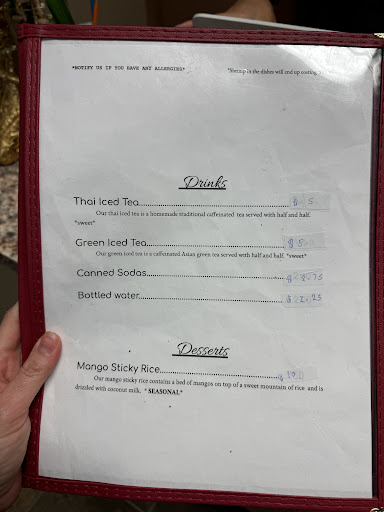 *NOTIFY US IF YOU HAVE ANY ALLERGIES*
*Shrimp in the dishes will end up costing
Drinks
Thai Iced Tea........................................................$ 5.
Our thai iced tea is a homemade traditional caffeinated tea served with half and half.
*sweet*
Green Iced Tea......................................................$ 5.
Our green iced tea is a caffeinated Asian green tea served with half and half. *sweet*
Canned Sodas......................................................$ 2.75
Bottled water........................................................$ 2.25
Desserts
Mango Sticky Rice.............................................$
Our mango sticky rice contains a bed of mangos on top of a sweet mountain of rice and is
drizzled with coconut milk. *SEASONAL*